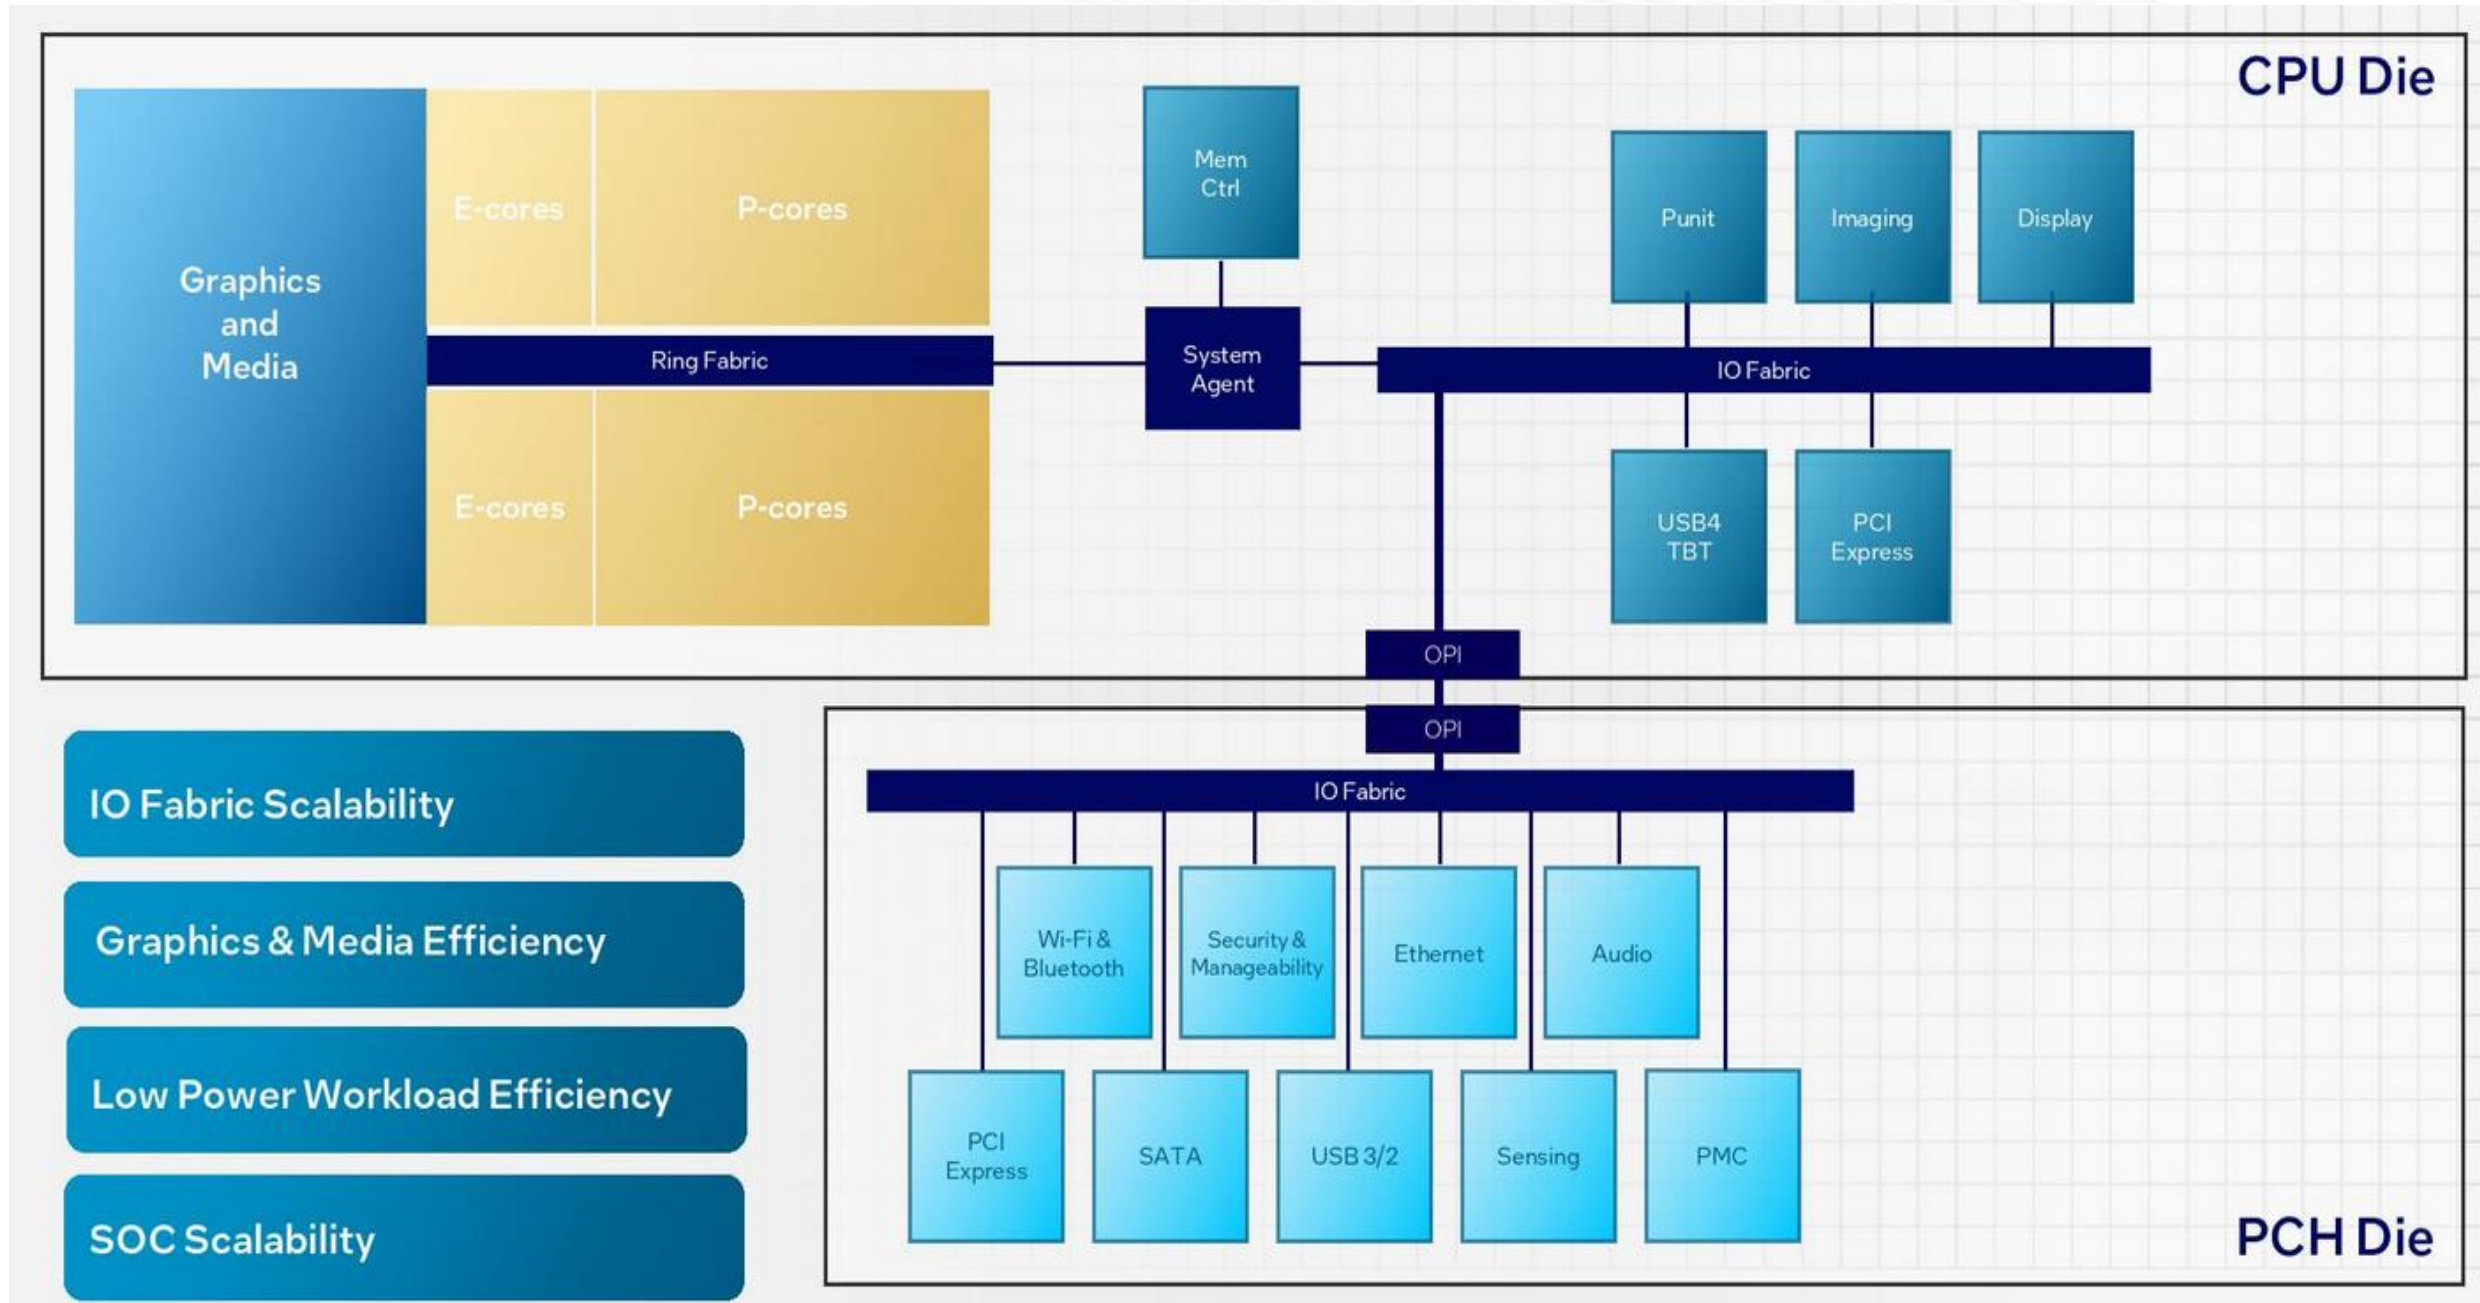 CPU Die
Graphics
and
Media
E-cores
P-cores
Ring Fabric
E-cores
P-cores
Mem
Ctrl
System
Agent
Punit
Imaging
Display
IO Fabric
USB4
TBT
PCI
Express
OPI
OPI
IO Fabric
Wi-Fi &
Bluetooth
Security &
Manageability
Ethernet
Audio
PCI
Express
SATA
USB 3/2
Sensing
PMC
PCH Die
IO Fabric Scalability
Graphics & Media Efficiency
Low Power Workload Efficiency
SOC Scalability